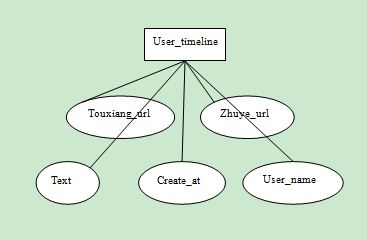 User_timeline
Touxiang_url
Zhuye_url
Text
Create_at
User_name